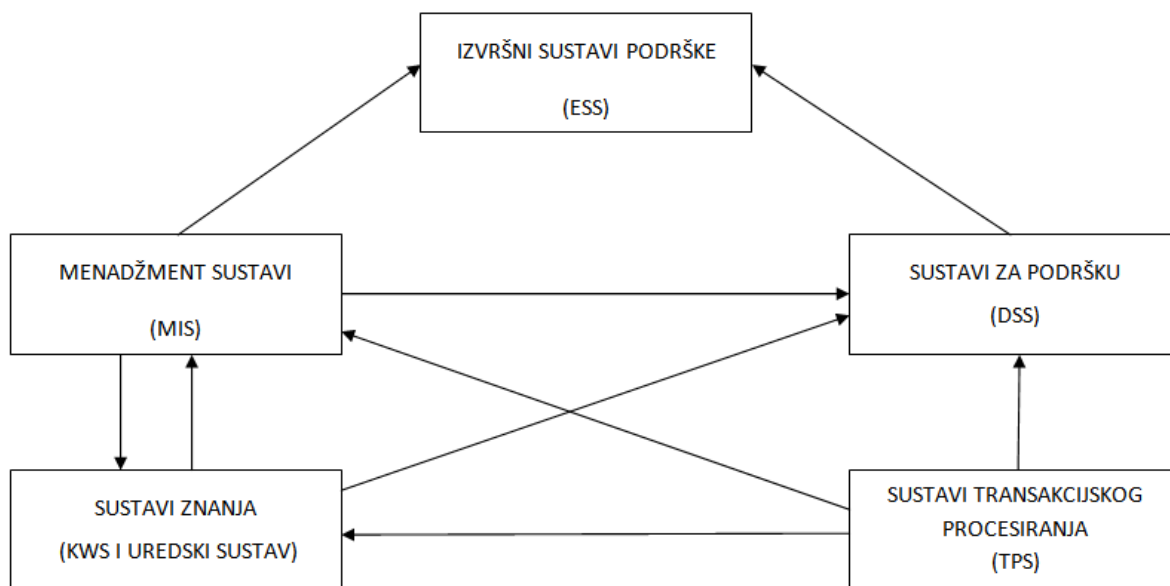 IZVRŠNI SUSTAVI PODRŠKE
(ESS)
MENADŽMENT SUSTAVI
(MIS)
SUSTAVI ZA PODRŠKU
(DSS)
SUSTAVI ZNANJA
(KWS I UREDSKI SUSTAV)
SUSTAVI TRANSAKCIJSKOG
PROCESIRANJA
(TPS)